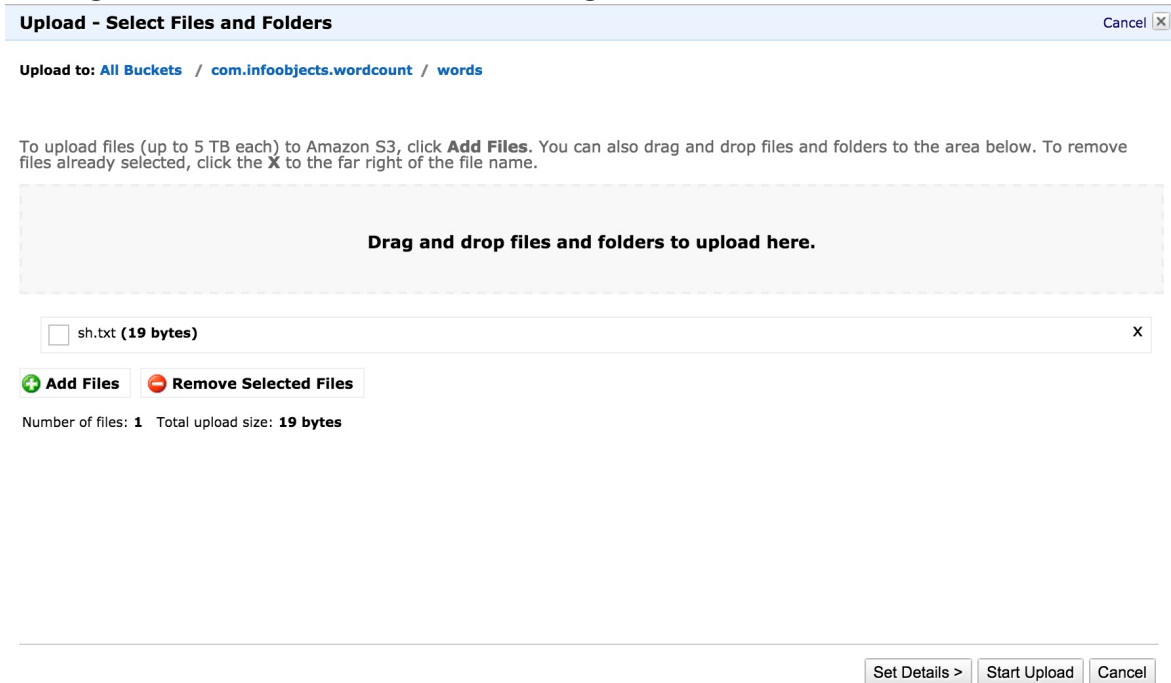 Upload - Select Files and Folders
Cancel X
Upload to: All Buckets / com.infoobjects.wordcount / words
To upload files (up to 5 TB each) to Amazon S3, click Add Files. You can also drag and drop files and folders to the area below. To remove
files already selected, click the X to the far right of the file name.
Drag and drop files and folders to upload here.
sh.txt (19 bytes) X
Add Files Remove Selected Files
Number of files: 1 Total upload size: 19 bytes
Set Details > Start Upload Cancel